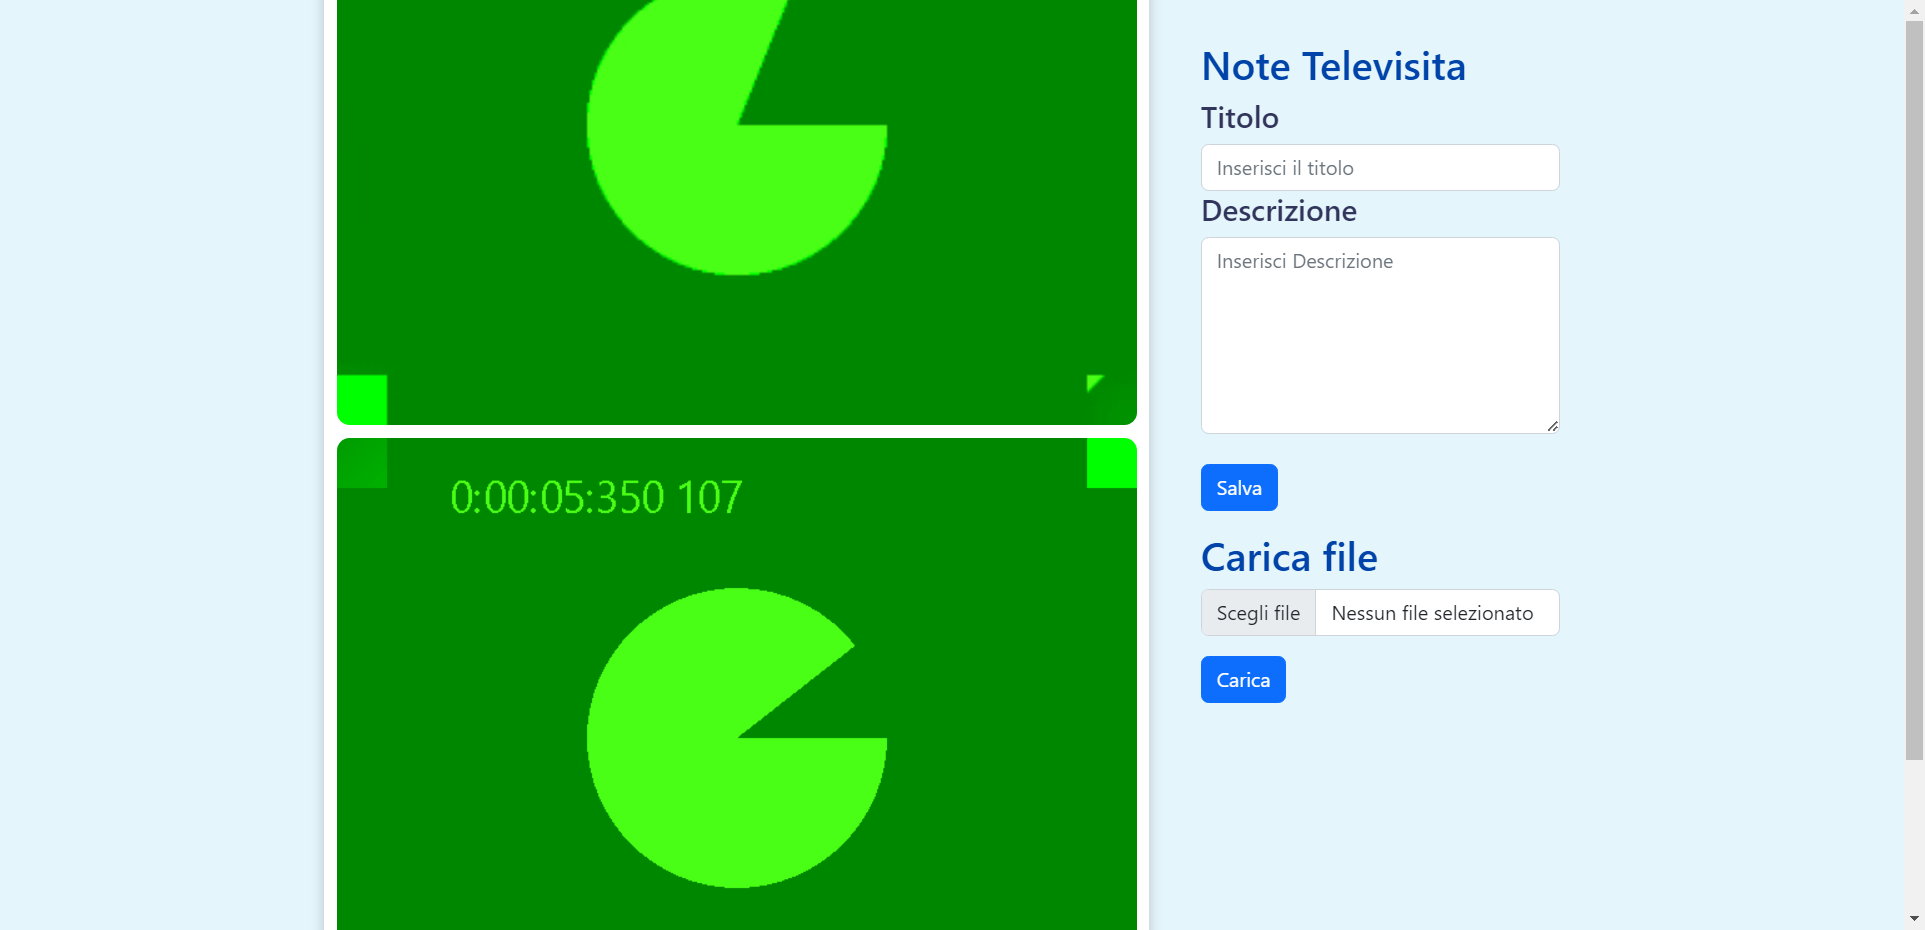 0:00:05:350 107
Note Televisita
Titolo
Inserisci il titolo
Descrizione
Inserisci Descrizione
Salva
Carica file
Scegli file Nessun file selezionato
Carica